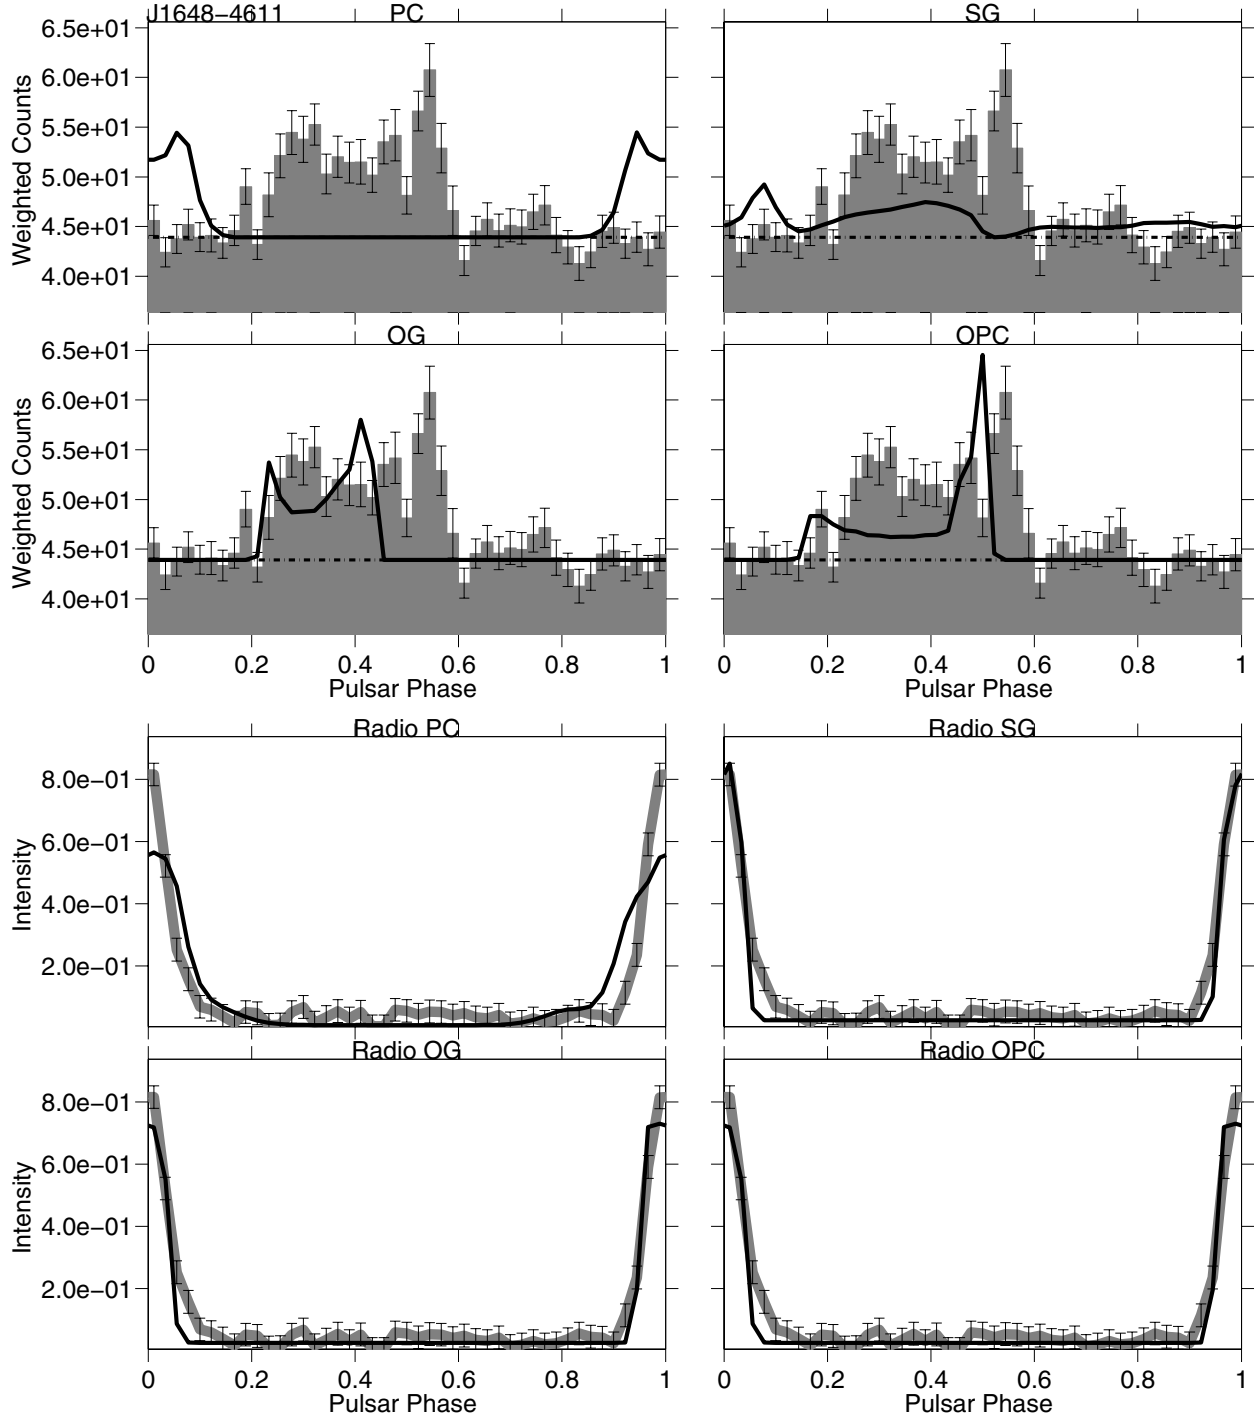 J1648−4611
PC
SG
6.5e+01
6.0e+01
5.5e+01
5.0e+01
4.5e+01
4.0e+01
Weighted Counts
OG
OPC
6.5e+01
6.0e+01
5.5e+01
5.0e+01
4.5e+01
4.0e+01
Weighted Counts
0 0.2 0.4 0.6 0.8 1
0 0.2 0.4 0.6 0.8 1
Pulsar Phase
Pulsar Phase
Radio PC
Radio SG
8.0e−01
6.0e−01
4.0e−01
2.0e−01
Intensity
Radio OG
Radio OPC
8.0e−01
6.0e−01
4.0e−01
2.0e−01
Intensity
0 0.2 0.4 0.6 0.8 1
0 0.2 0.4 0.6 0.8 1
Pulsar Phase
Pulsar Phase